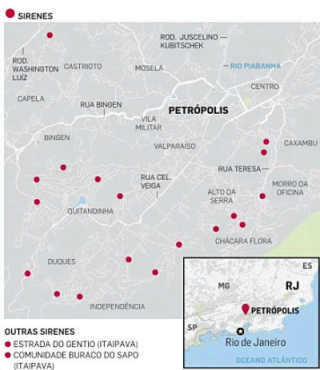 SIRENES
ROD. JUSCELINO
KUBITSCHEK
ROD.
WASHINGTON
LUÍZ
CASTRIOTO
MOSELA
RIO PIABANHA
CENTRO
CAPELA
RUA BINGEN
PETRÓPOLIS
VILA
MILITAR
BINGEN
VALPARAÍSO
CAXAMBU
RUA TERESA
RUA CEL.
VEIGA
ALTO DA
SERRA
MORRO DA
OFICINA
QUITANDINHA
CHÁCARA FLORA
DUQUES
INDEPENDÊNCIA
ES
MG
RJ
PETRÓPOLIS
SP
Rio de Janeiro
OCEANO ATLÂNTICO
OUTRAS SIRENES
ESTRADA DO GENTIO (ITAIPAVA)
COMUNIDADE BURACO DO SAPO
(ITAIPAVA)